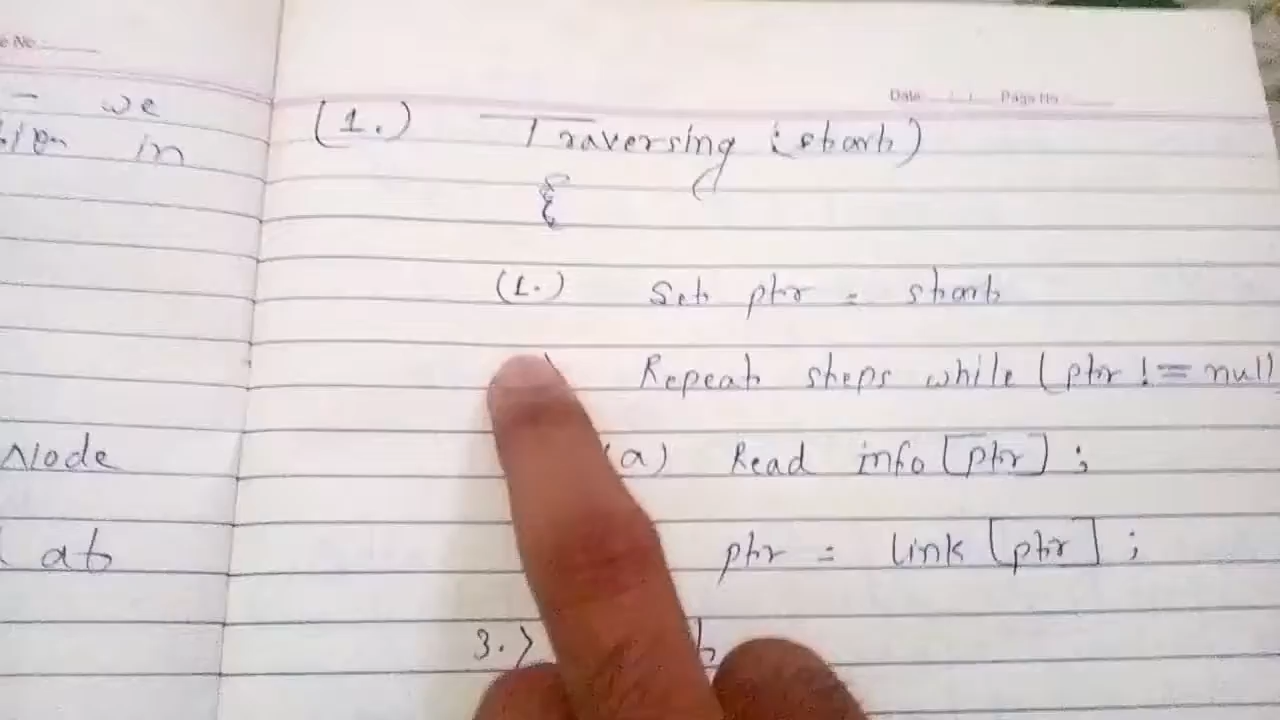 e No.
- we
in
Node
at
Date / / Page No
(1.) Traversing (start)
{
(1.) Set ptr = start
Repeat steps while (ptr != null)
(a) Read info [ptr] ;
ptr = link [ptr] ;
3.>